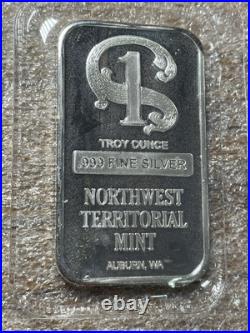 1
TROY OUNCE
.999 FINE SILVER
NORTHWEST
TERRITORIAL
MINT
AUBURN, WA